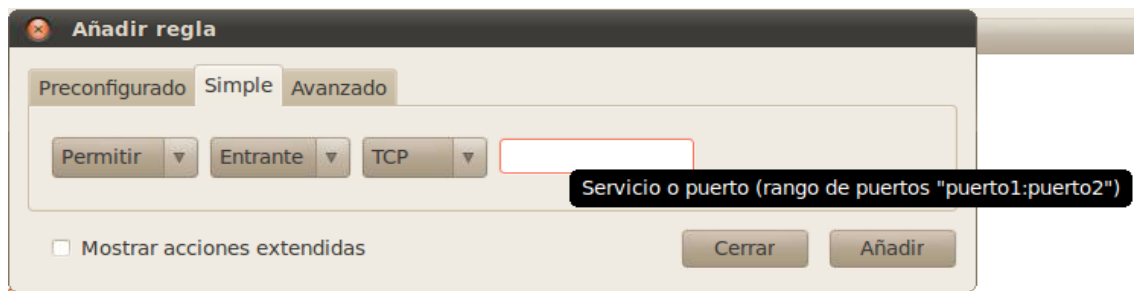 Añadir regla
Preconfigurado Simple Avanzado
Permitir Entrante TCP
Servicio o puerto (rango de puertos "puerto1:puerto2")
Mostrar acciones extendidas Cerrar Añadir